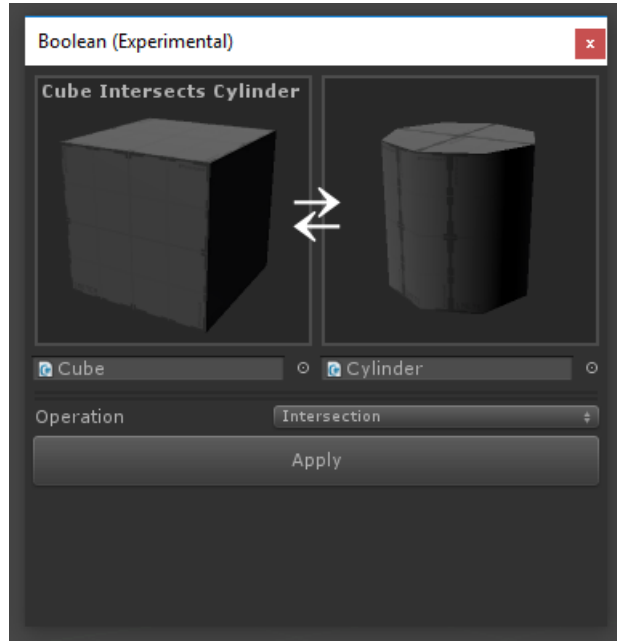 Boolean (Experimental)
x
Cube Intersects Cylinder
Cube
Cylinder
Operation
Intersection
Apply